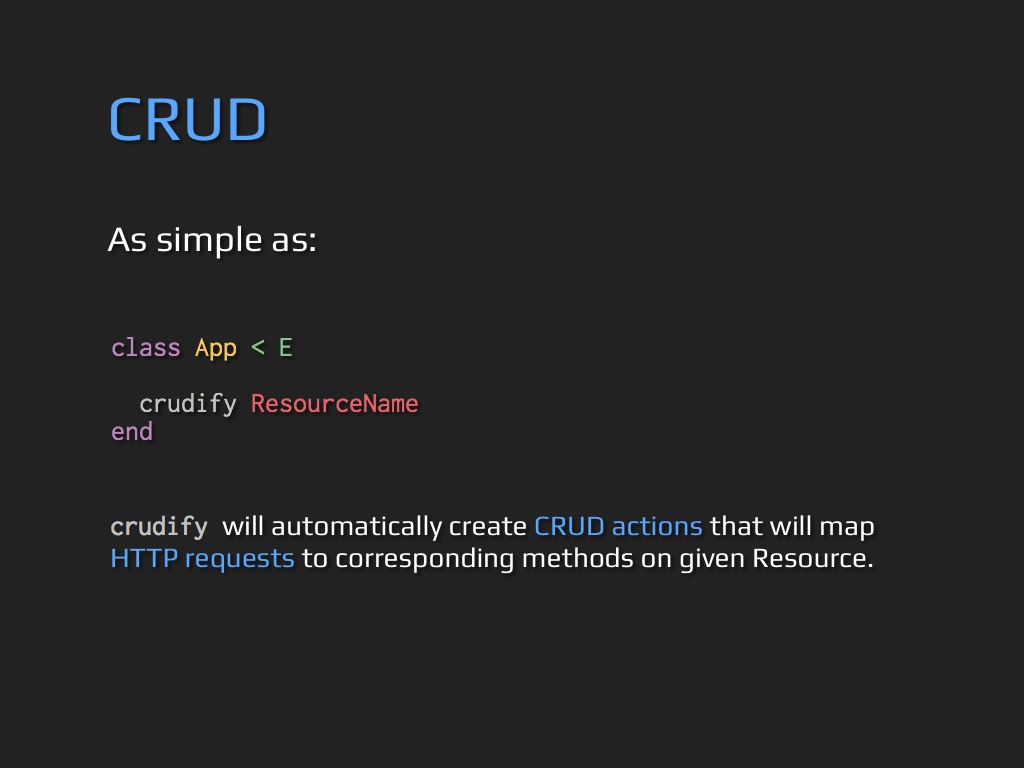 CRUD
As simple as:
class App < E
crudify ResourceName
end
crudify will automatically create CRUD actions that will map
HTTP requests to corresponding methods on given Resource.